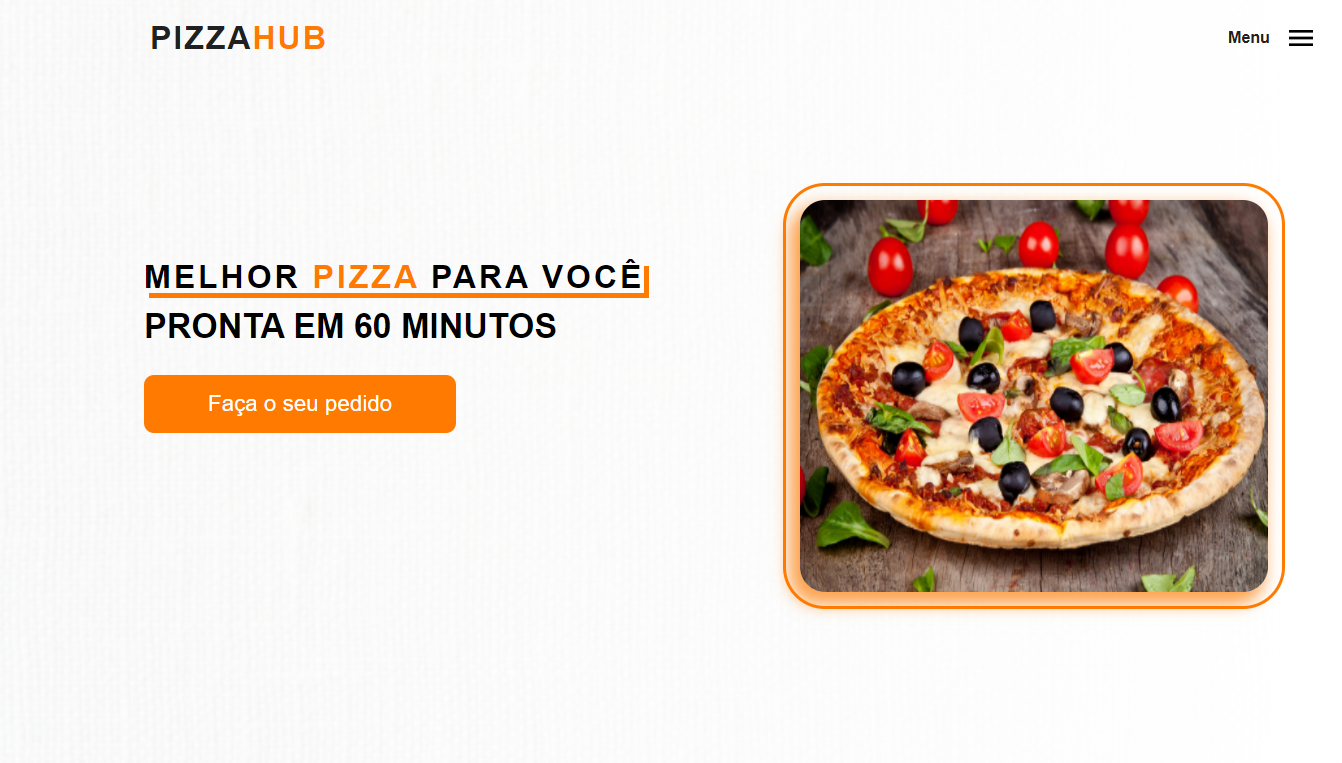 PIZZAHUB
Menu
MELHOR PIZZA PARA VOCÊ
PRONTA EM 60 MINUTOS
Faça o seu pedido